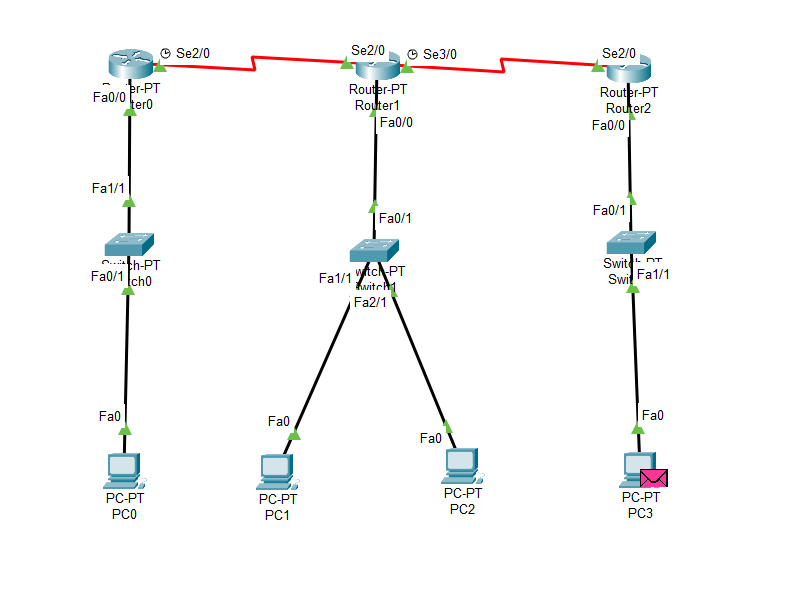 Se2/0
Se2/0
Se3/0
Se2/0
Router-PT
Router1
Router-PT
Router2
Fa0/0
Fa0/0
Fa0/0
Fa1/1
Fa0/1
Fa0/1
Fa0/1
Fa1/1
Fa1/1
Fa2/1
Fa0
Fa0
Fa0
Fa0
PC-PT
PC0
PC-PT
PC1
PC-PT
PC2
PC-PT
PC3